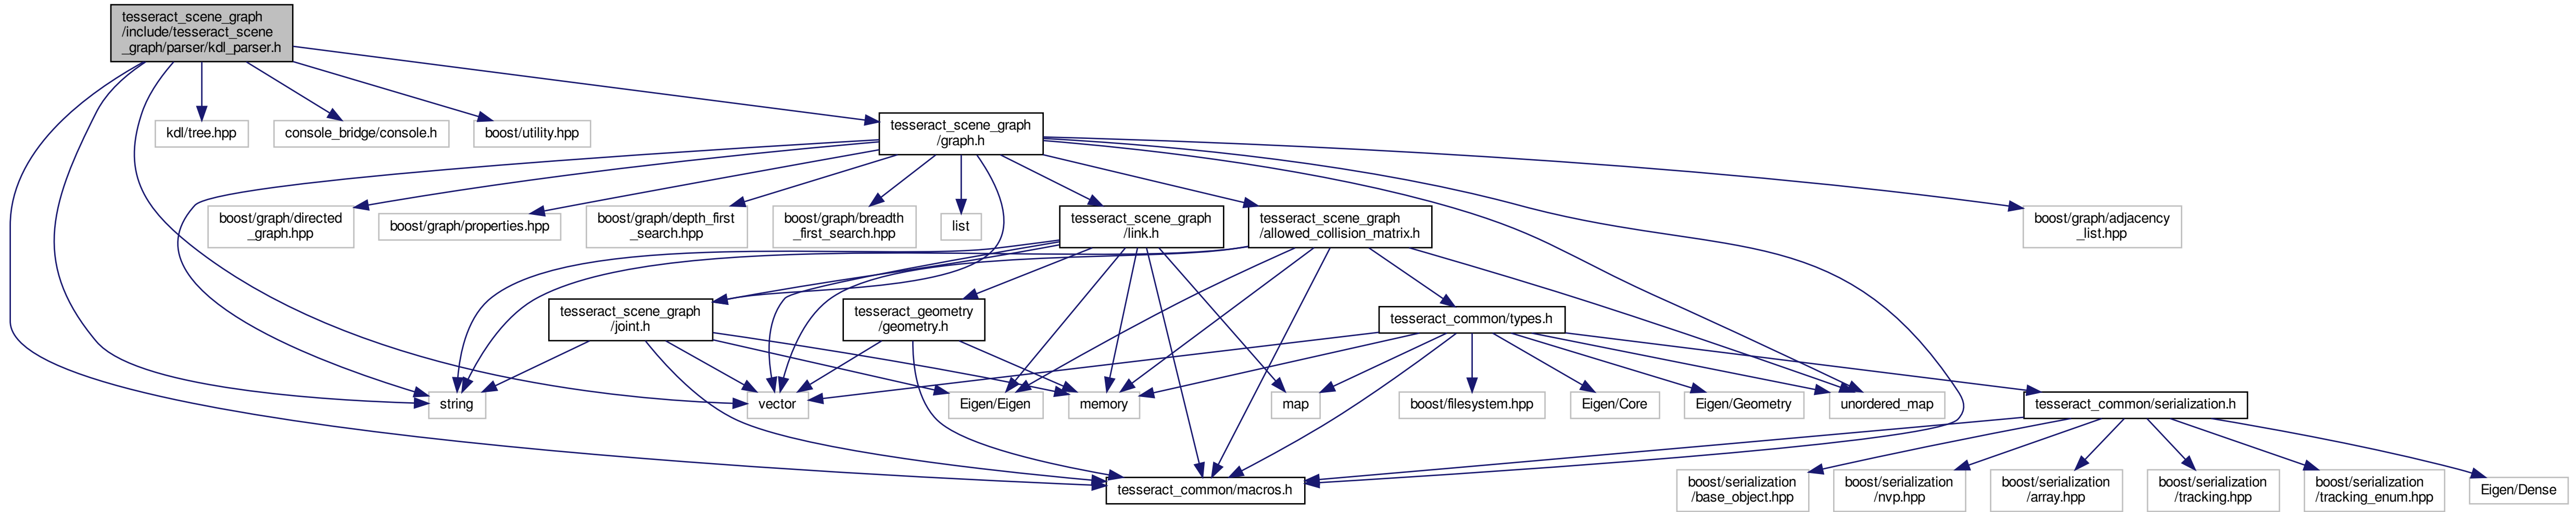 tesseract_scene_graph
/include/tesseract_scene
_graph/parser/kdl_parser.h
kdl/tree.hpp
console_bridge/console.h
boost/utility.hpp
tesseract_scene_graph
/graph.h
boost/graph/directed
_graph.hpp
boost/graph/properties.hpp
boost/graph/depth_first
_search.hpp
boost/graph/breadth
_first_search.hpp
list
tesseract_scene_graph
/link.h
tesseract_scene_graph
/allowed_collision_matrix.h
boost/graph/adjacency
_list.hpp
tesseract_scene_graph
/joint.h
tesseract_geometry
/geometry.h
tesseract_common/types.h
string
vector
Eigen/Eigen
memory
map
boost/filesystem.hpp
Eigen/Core
Eigen/Geometry
unordered_map
tesseract_common/serialization.h
tesseract_common/macros.h
boost/serialization
/base_object.hpp
boost/serialization
/nvp.hpp
boost/serialization
/array.hpp
boost/serialization
/tracking.hpp
boost/serialization
/tracking_enum.hpp
Eigen/Dense